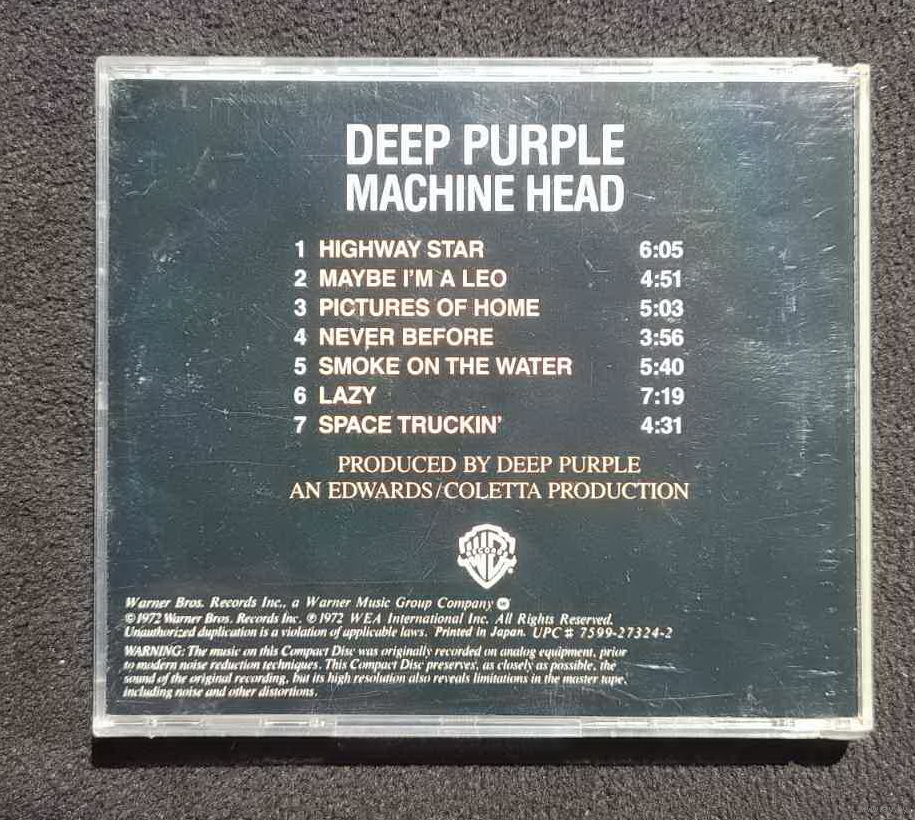 DEEP PURPLE
MACHINE HEAD
1 HIGHWAY STAR 6:05
2 MAYBE I'M A LEO 4:51
3 PICTURES OF HOME 5:03
4 NEVER BEFORE 3:56
5 SMOKE ON THE WATER 5:40
6 LAZY 7:19
7 SPACE TRUCKIN' 4:31
PRODUCED BY DEEP PURPLE
AN EDWARDS/COLETTA PRODUCTION
RECORDS
Warner Bros. Records Inc., a Warner Music Group Company
©1972 Warner Bros. Records Inc. ℗1972 WEA International Inc. All Rights Reserved.
Unauthorized duplication is a violation of applicable laws. Printed in Japan. UPC # 7599-27324-2
WARNING: The music on this Compact Disc was originally recorded on analog equipment, prior
to modern noise reduction techniques. This Compact Disc preserves, as closely as possible, the
sound of the original recording, but its high resolution also reveals limitations in the master tape,
including noise and other distortions.